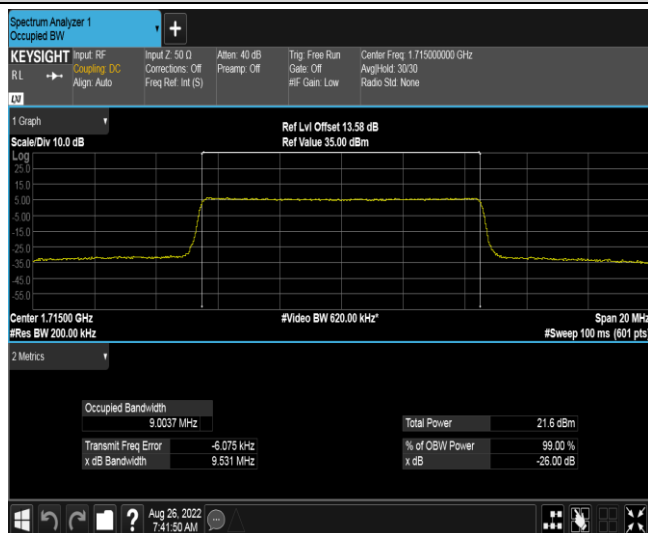 Spectrum Analyzer 1
Occupied BW
+
KEYSIGHT
R L
LXI
Input: RF
Coupling: DC
Align: Auto
Input Z: 50 Ω
Corrections: Off
Freq Ref: Int (S)
Atten: 40 dB
Preamp: Off
Trig: Free Run
Gate: Off
#IF Gain: Low
Center Freq: 1.715000000 GHz
Avg|Hold: 30/30
Radio Std: None
1 Graph
Scale/Div 10.0 dB
Ref Lvl Offset 13.58 dB
Ref Value 35.00 dBm
Log
25.0
15.0
5.00
-5.00
-15.0
-25.0
-35.0
-45.0
-55.0
Center 1.71500 GHz
#Video BW 620.00 kHz*
Span 20 MHz
#Res BW 200.00 kHz
#Sweep 100 ms (601 pts)
2 Metrics
Occupied Bandwidth
9.0037 MHz
Total Power 21.6 dBm
Transmit Freq Error -6.075 kHz
% of OBW Power 99.00 %
x dB Bandwidth 9.531 MHz
x dB -26.00 dB
?
Aug 26, 2022
7:41:50 AM